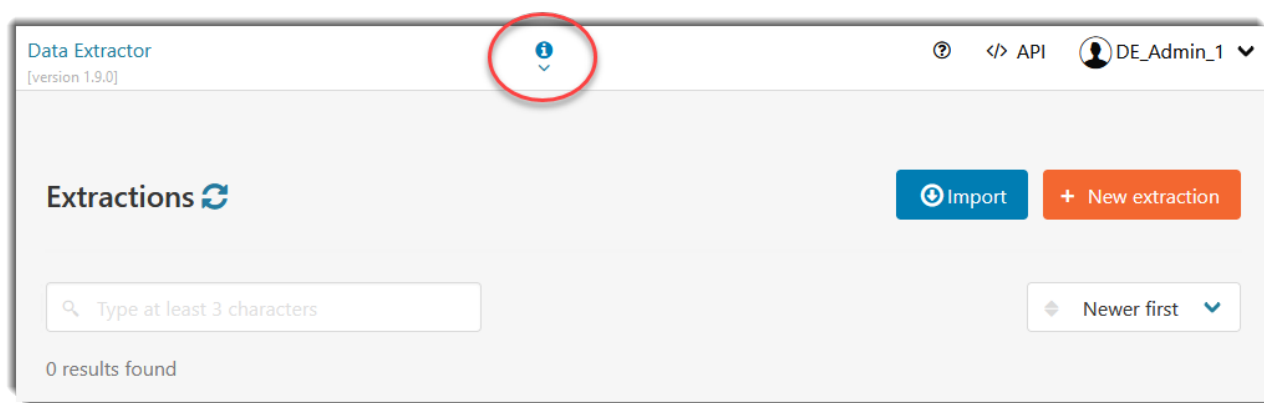 Data Extractor
[version 1.9.0]
</> API
DE_Admin_1
Extractions
Import
+ New extraction
Type at least 3 characters
Newer first
0 results found